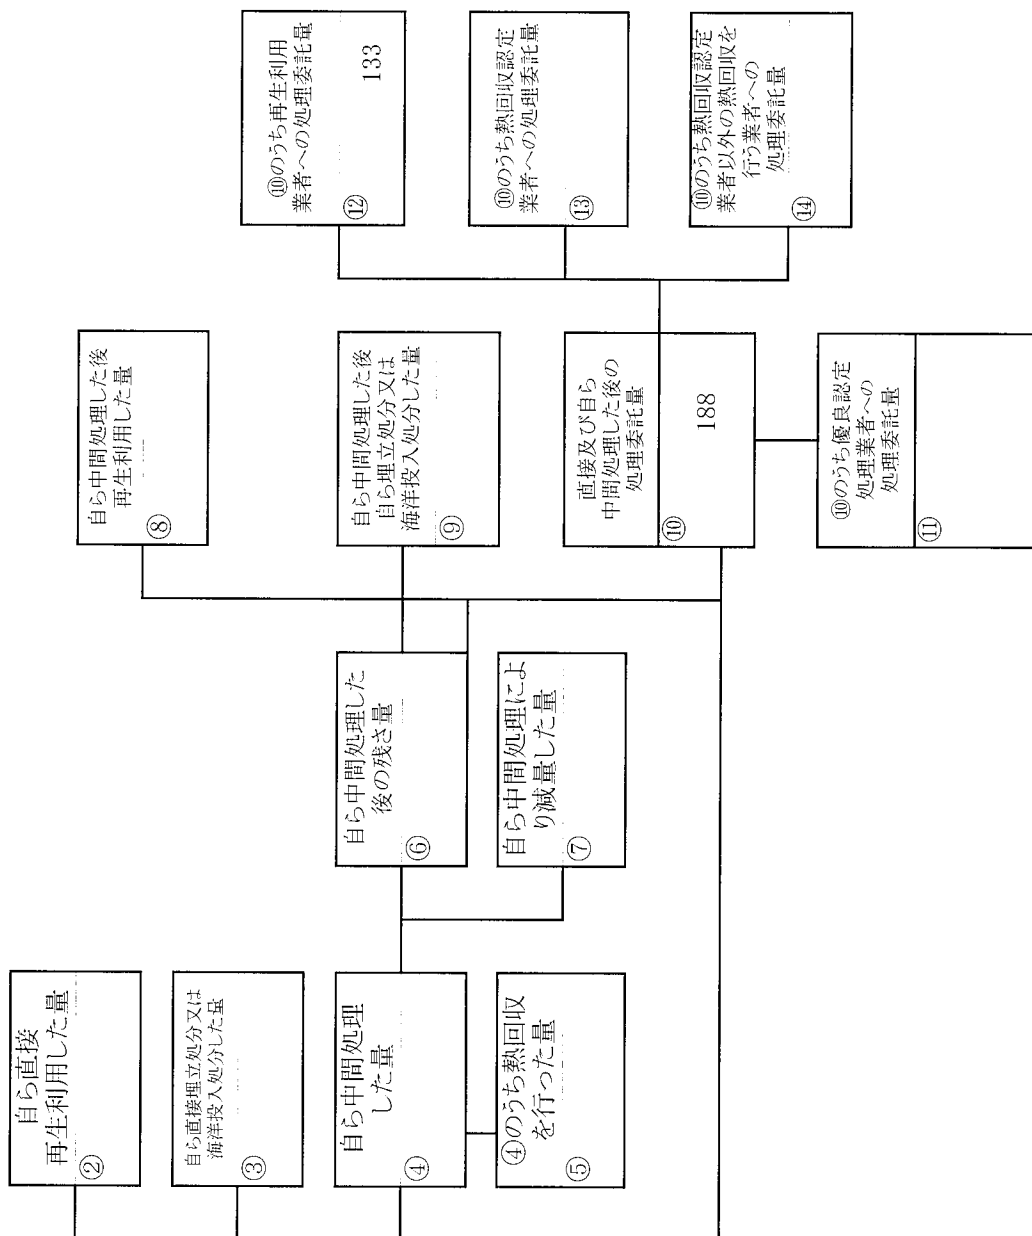 自ら直接
再生利用した量
②
自ら直接埋立処分又は
海洋投入処分した量
③
自ら中間処理
した量
④
④のうち熱回収
を行った量
⑤
自ら中間処理した
後の残さ量
⑥
自ら中間処理によ
り減量した量
⑦
自ら中間処理した後
再生利用した量
⑧
自ら中間処理した後
自ら埋立処分又は
海洋投入処分した量
⑨
直接及び自ら
中間処理した後の
処理委託量
⑩
188
⑩のうち優良認定
処理業者への
処理委託量
⑪
⑩のうち再生利用
業者への処理委託量
⑫
133
⑩のうち熱回収認定
業者への処理委託量
⑬
⑩のうち熱回収認定
業者以外の熱回収を
行う業者への
処理委託量
⑭